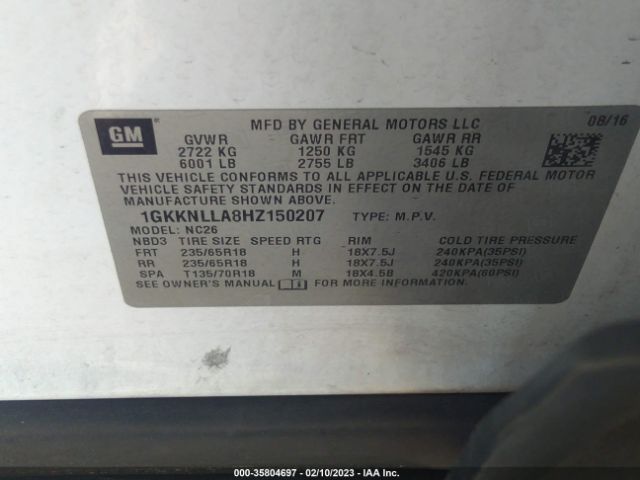 GM
MFD BY GENERAL MOTORS LLC 08/16
GVWR GAWR FRT GAWR RR
2722 KG 1250 KG 1545 KG
6001 LB 2755 LB 3406 LB
THIS VEHICLE CONFORMS TO ALL APPLICABLE U.S. FEDERAL MOTOR
VEHICLE SAFETY STANDARDS IN EFFECT ON THE DATE OF
MANUFACTURE SHOWN ABOVE.
1GKKNLLA8HZ150207 TYPE: M.P.V.
MODEL: NC26
NBD3 TIRE SIZE SPEED RTG RIM COLD TIRE PRESSURE
FRT 235/65R18 H 18X7.5J 240KPA(35PSI)
RR 235/65R18 H 18X7.5J 240KPA(35PSI)
SPA T135/70R18 M 18X4.5B 420KPA(60PSI)
SEE OWNER'S MANUAL FOR MORE INFORMATION.
000-35804697 - 02/10/2023 - IAA Inc.